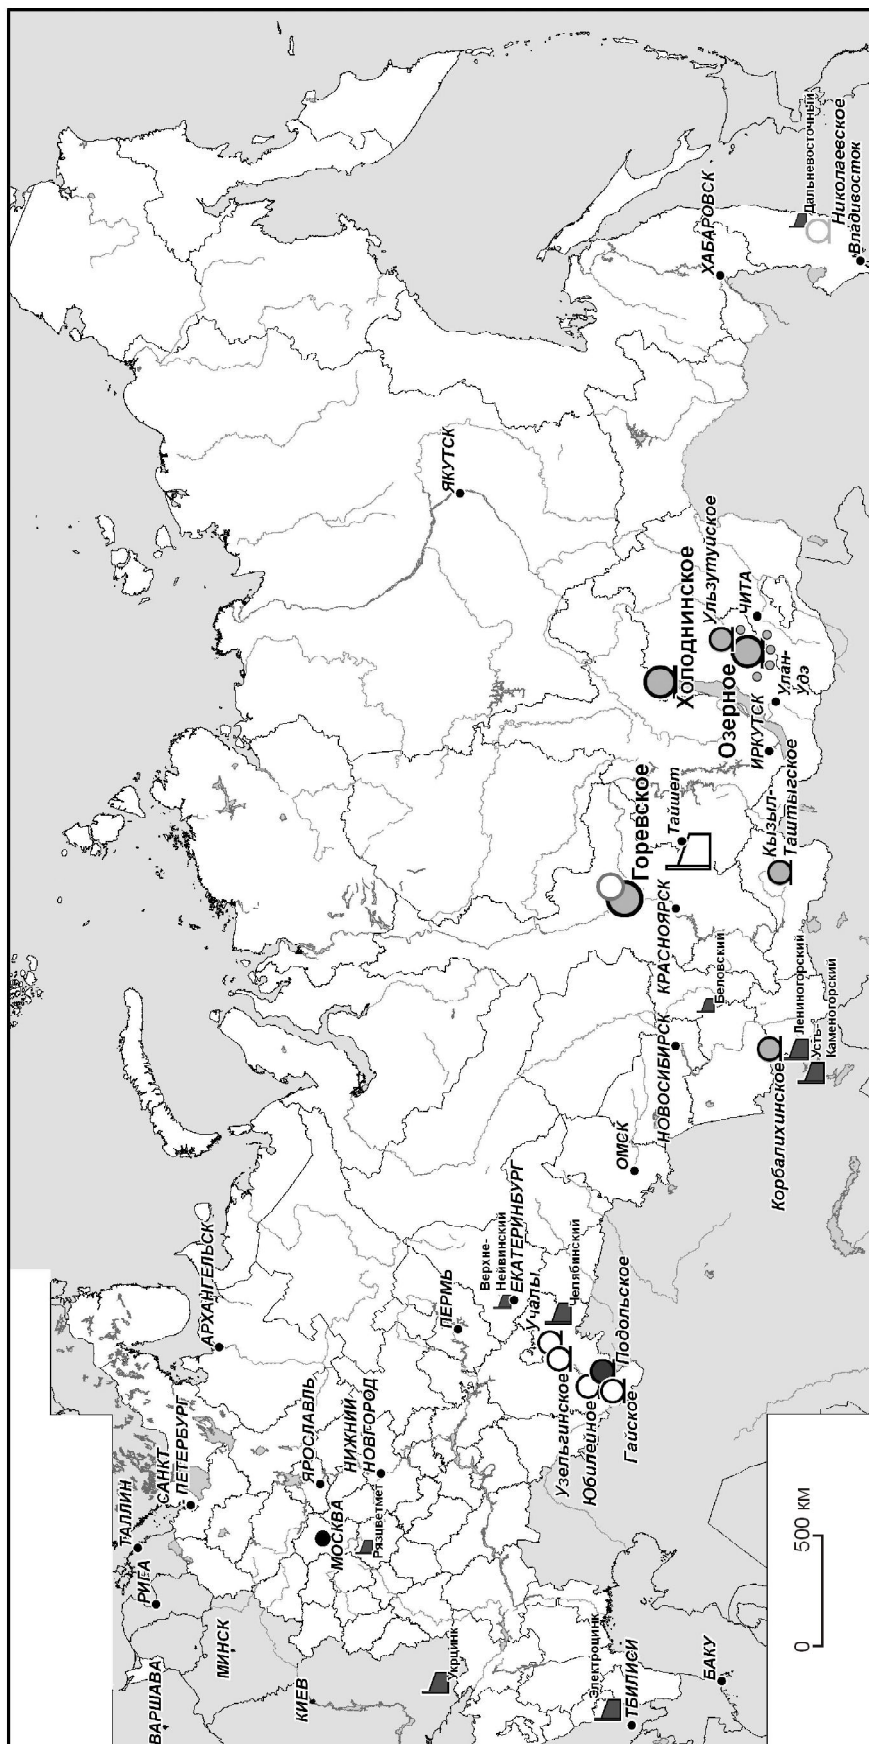 ТАЛЛИН
РИГА
ВАРШАВА
МИНСК
КИЕВ
САНКТ-
ПЕТЕРБУРГ
АРХАНГЕЛЬСК
ЯРОСЛАВЛЬ
МОСКВА
Рязцветмет
НИЖНИЙ
НОВГОРОД
ПЕРМЬ
Верхне-
Нейвинский
ЕКАТЕРИНБУРГ
Учалы
Челябинский
Узельгинское
Юбилейное
Подольское
Гайское
Укрцинк
Электроцинк
ТБИЛИСИ
БАКУ
0
500 км
ОМСК
НОВОСИБИРСК
Беловский
Корбалихинское
Лениногорский
Усть-
Каменогорский
КРАСНОЯРСК
Горевское
Тайшет
Кызыл-
Таштыгское
ИРКУТСК
Озерное
Холоднинское
Улан-
Удэ
ЧИТА
Ульзутуйское
ЯКУТСК
ХАБАРОВСК
Дальневосточный
Николаевское
Владивосток